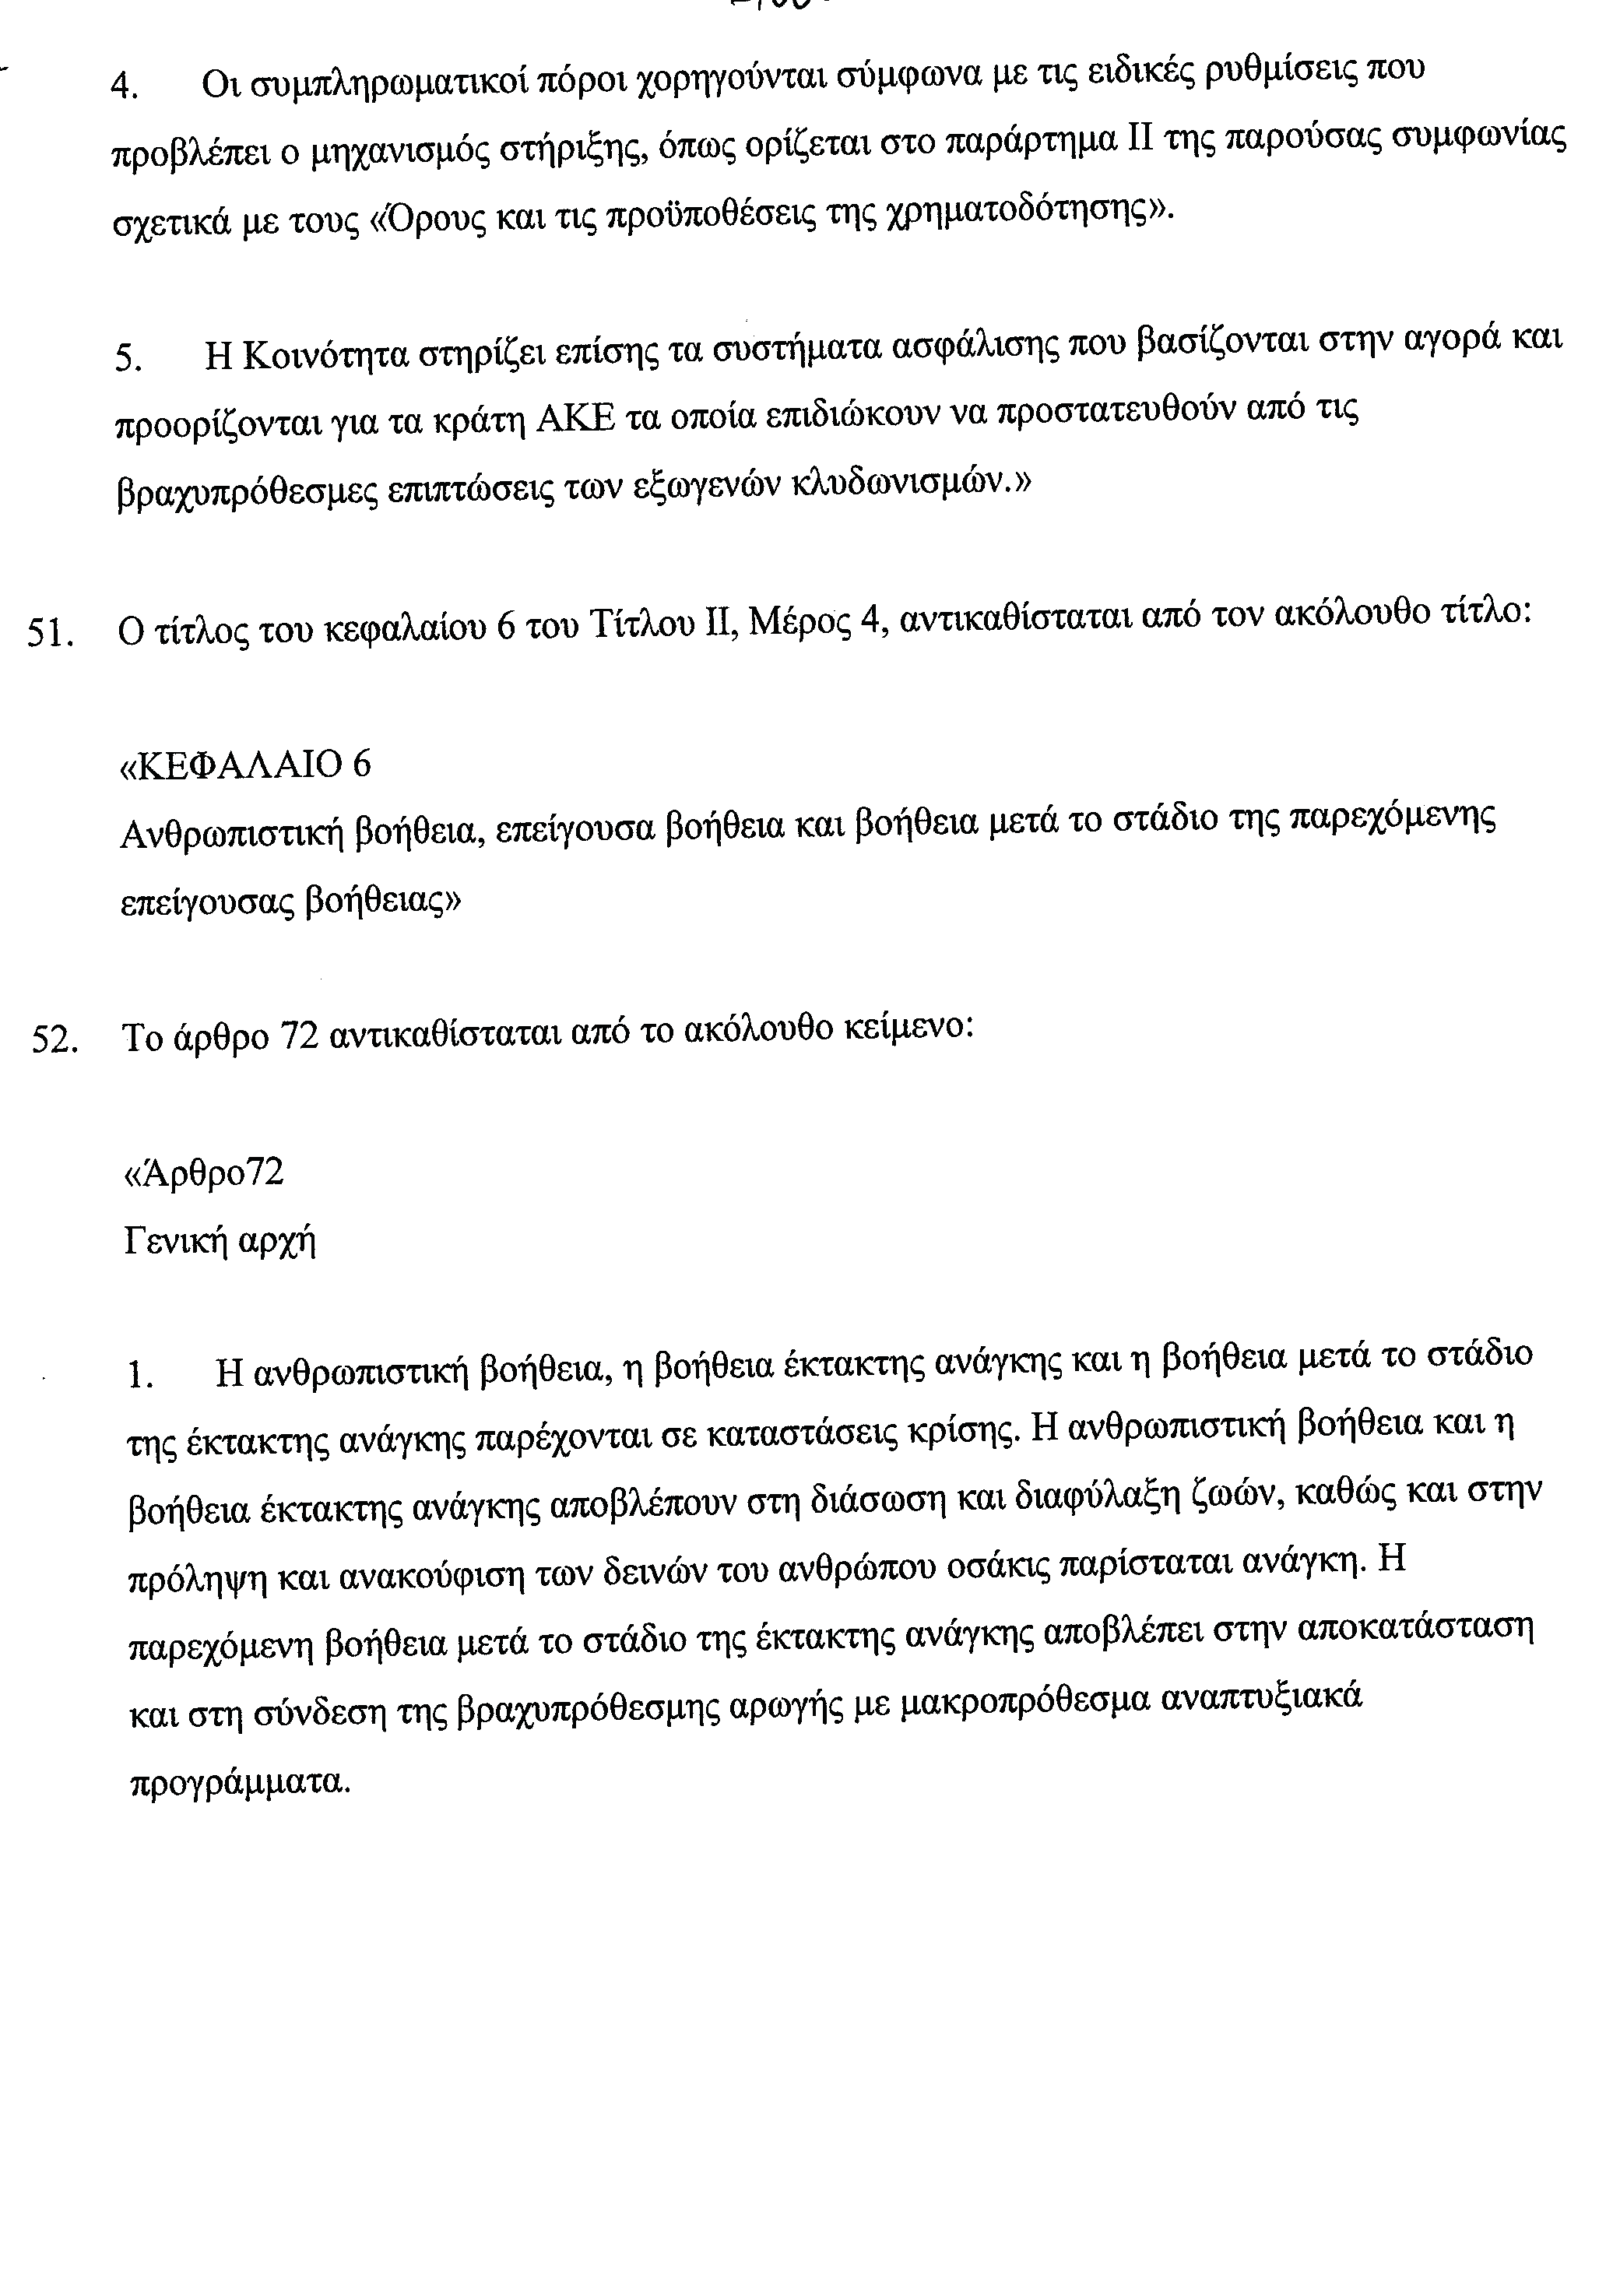 4. Οι συμπληρωματικοί πόροι χορηγούνται σύμφωνα με τις ειδικές ρυθμίσεις που
προβλέπει ο μηχανισμός στήριξης, όπως ορίζεται στο παράρτημα ΙΙ της παρούσας συμφωνίας
σχετικά με τους «Όρους και τις προϋποθέσεις της χρηματοδότησης».
5. Η Κοινότητα στηρίζει επίσης τα συστήματα ασφάλισης που βασίζονται στην αγορά και
προορίζονται για τα κράτη ΑΚΕ τα οποία επιδιώκουν να προστατευθούν από τις
βραχυπρόθεσμες επιπτώσεις των εξωγενών κλυδωνισμών.»
51. Ο τίτλος του κεφαλαίου 6 του Τίτλου ΙΙ, Μέρος 4, αντικαθίσταται από τον ακόλουθο τίτλο:
«ΚΕΦΑΛΑΙΟ 6
Ανθρωπιστική βοήθεια, επείγουσα βοήθεια και βοήθεια μετά το στάδιο της παρεχόμενης
επείγουσας βοήθειας»
52. Το άρθρο 72 αντικαθίσταται από το ακόλουθο κείμενο:
«Άρθρο72
Γενική αρχή
1. Η ανθρωπιστική βοήθεια, η βοήθεια έκτακτης ανάγκης και η βοήθεια μετά το στάδιο
της έκτακτης ανάγκης παρέχονται σε καταστάσεις κρίσης. Η ανθρωπιστική βοήθεια και η
βοήθεια έκτακτης ανάγκης αποβλέπουν στη διάσωση και διαφύλαξη ζωών, καθώς και στην
πρόληψη και ανακούφιση των δεινών του ανθρώπου οσάκις παρίσταται ανάγκη. Η
παρεχόμενη βοήθεια μετά το στάδιο της έκτακτης ανάγκης αποβλέπει στην αποκατάσταση
και στη σύνδεση της βραχυπρόθεσμης αρωγής με μακροπρόθεσμα αναπτυξιακά
προγράμματα.